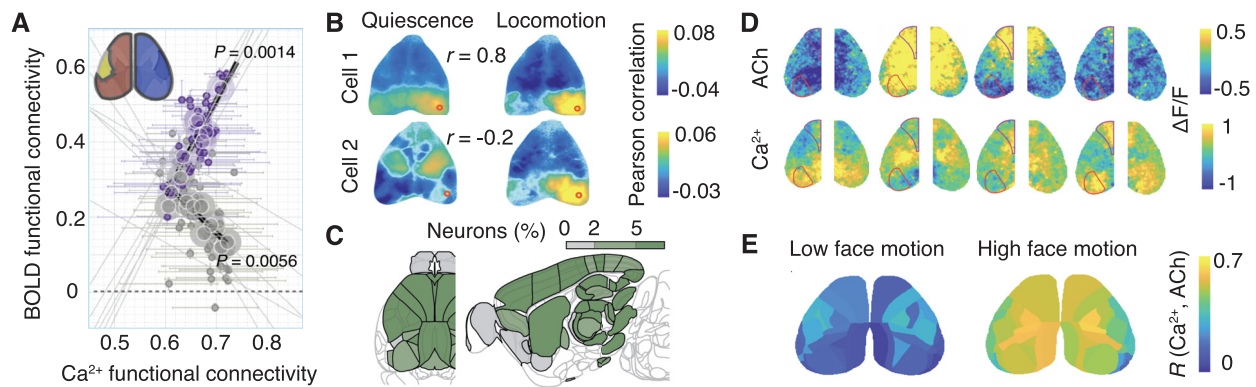 A
P = 0.0014
0.6
0.4
0.2
0
P = 0.0056
BOLD functional connectivity
0.5 0.6 0.7 0.8
Ca²⁺ functional connectivity
B
Quiescence Locomotion
Cell 1
r = 0.8
Cell 2
r = -0.2
0.08
-0.04
0.06
-0.03
Pearson correlation
C
Neurons (%) 0 2 5
D
ACh
Ca²⁺
0.5
-0.5
1
-1
ΔF/F
E
Low face motion High face motion
0.7
0
R (Ca²⁺, ACh)